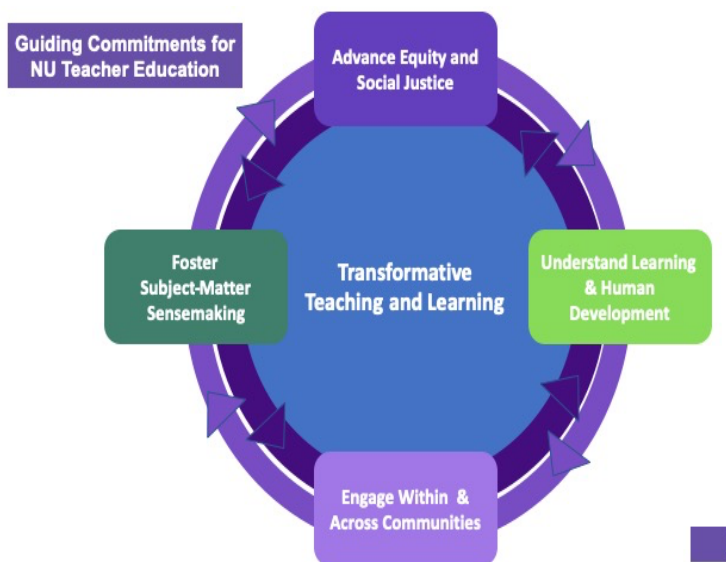 Guiding Commitments for
NU Teacher Education
Advance Equity and
Social Justice
Foster
Subject-Matter
Sensemaking
Transformative
Teaching and Learning
Understand Learning
& Human
Development
Engage Within &
Across Communities